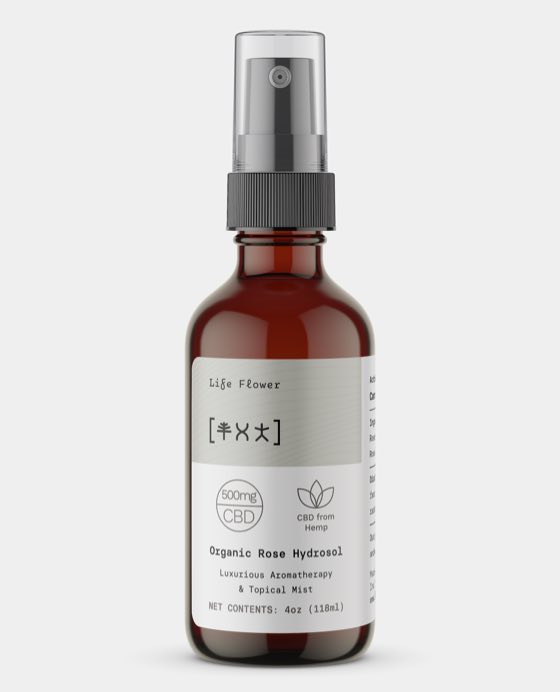 Life Flower
500mg
CBD
CBD from
Hemp
Organic Rose Hydrosol
Luxurious Aromatherapy
& Topical Mist
NET CONTENTS: 4oz (118ml)